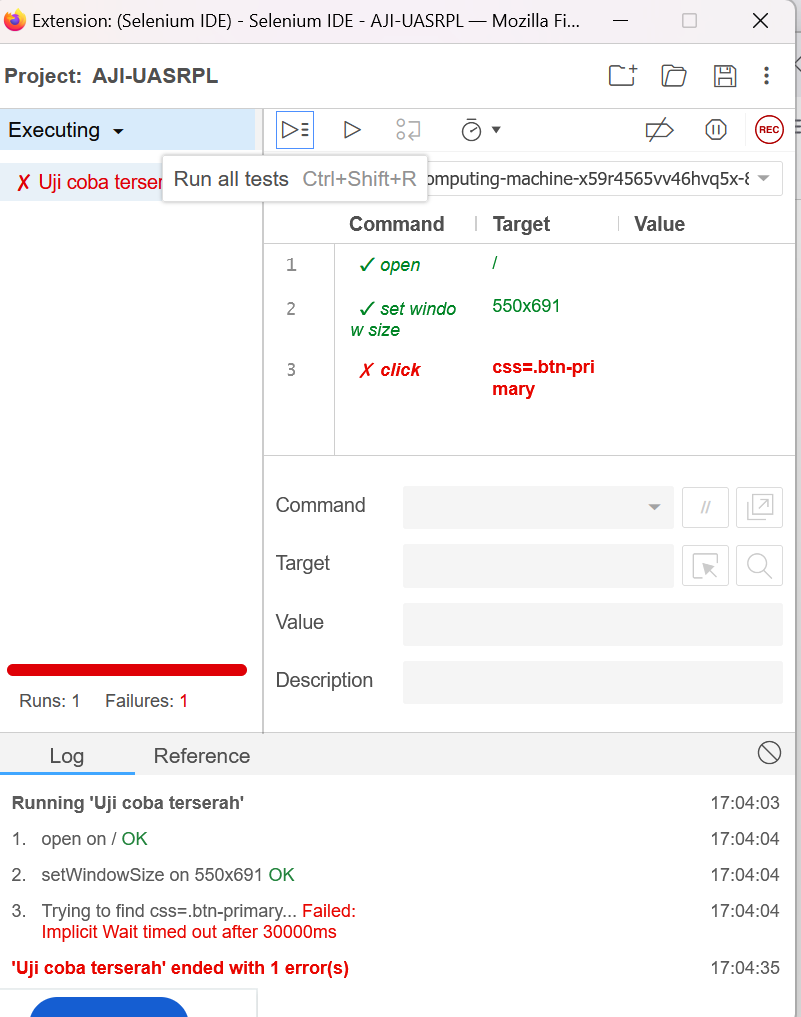 Extension: (Selenium IDE) - Selenium IDE - AJI-UASRPL — Mozilla Fi...
Project: AJI-UASRPL
Executing
REC
✗ Uji coba terser
Run all tests Ctrl+Shift+R
omputing-machine-x59r4565vv46hvq5x-8
Command Target Value
1 ✓ open /
2 ✓ set windo 550x691
w size
3 ✗ click css=.btn-pri
mary
Command
//
Target
Value
Description
Runs: 1 Failures: 1
Log Reference
Running 'Uji coba terserah' 17:04:03
1. open on / OK 17:04:04
2. setWindowSize on 550x691 OK 17:04:04
3. Trying to find css=.btn-primary... Failed: 17:04:04
Implicit Wait timed out after 30000ms
'Uji coba terserah' ended with 1 error(s) 17:04:35